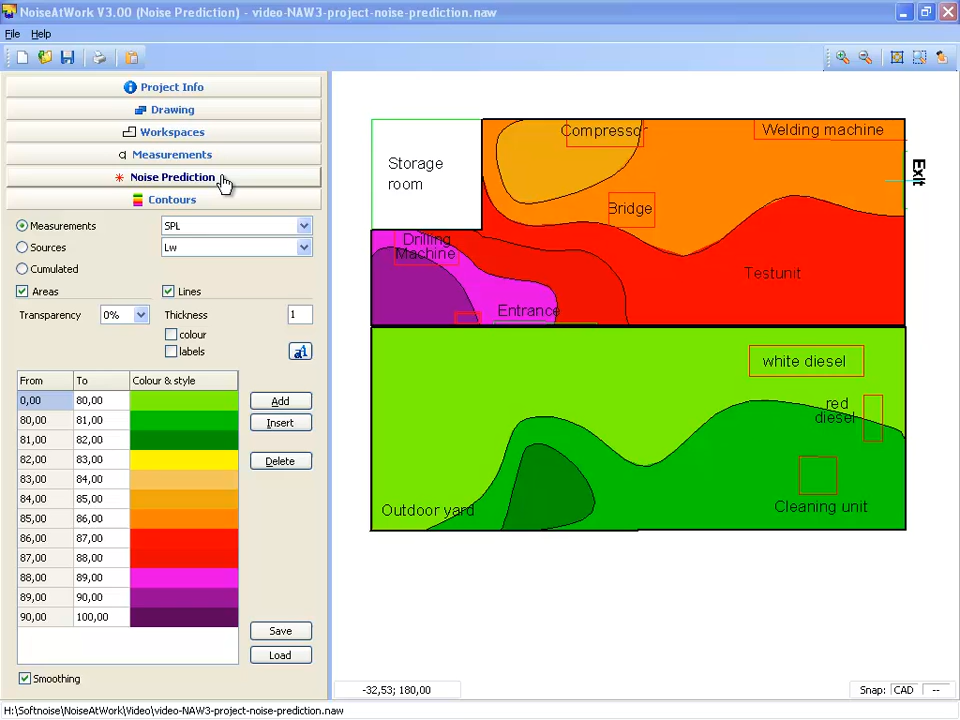 NoiseAtWork V3.00 (Noise Prediction) - video-NAW3-project-noise-prediction.naw
File Help
Project Info
Drawing
Workspaces
Measurements
Noise Prediction
Contours
Measurements SPL
Sources Lw
Cumulated
Areas Lines
Transparency 0% Thickness 1
colour
labels
From To Colour & style
0,00 80,00
80,00 81,00
81,00 82,00
82,00 83,00
83,00 84,00
84,00 85,00
85,00 86,00
86,00 87,00
87,00 88,00
88,00 89,00
89,00 90,00
90,00 100,00
Add
Insert
Delete
Save
Load
Smoothing
Compressor
Welding machine
Storage
room
Exit
Bridge
Drilling
Machine
Testunit
Entrance
white diesel
red
diesel
Cleaning unit
Outdoor yard
-32,53; 180,00
Snap: CAD --
H:\Softnoise\NoiseAtWork\Video\video-NAW3-project-noise-prediction.naw